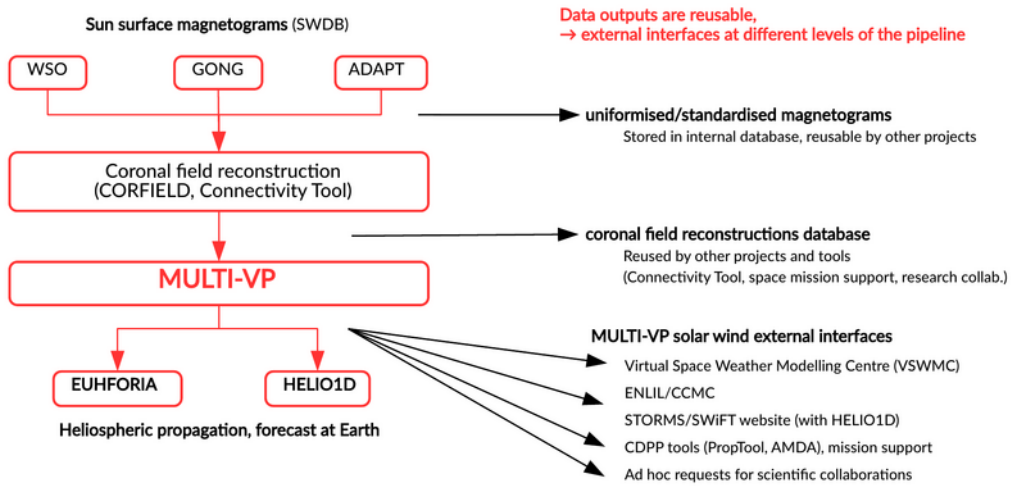 Sun surface magnetograms (SWDB)
Data outputs are reusable,
→ external interfaces at different levels of the pipeline
WSO
GONG
ADAPT
uniformised/standardised magnetograms
Stored in internal database, reusable by other projects
Coronal field reconstruction
(CORFIELD, Connectivity Tool)
coronal field reconstructions database
Reused by other projects and tools
(Connectivity Tool, space mission support, research collab.)
MULTI-VP
MULTI-VP solar wind external interfaces
Virtual Space Weather Modelling Centre (VSWMC)
ENLIL/CCMC
STORMS/SWiFT website (with HELIO1D)
CDPP tools (PropTool, AMDA), mission support
Ad hoc requests for scientific collaborations
EUHFORIA
HELIO1D
Heliospheric propagation, forecast at Earth